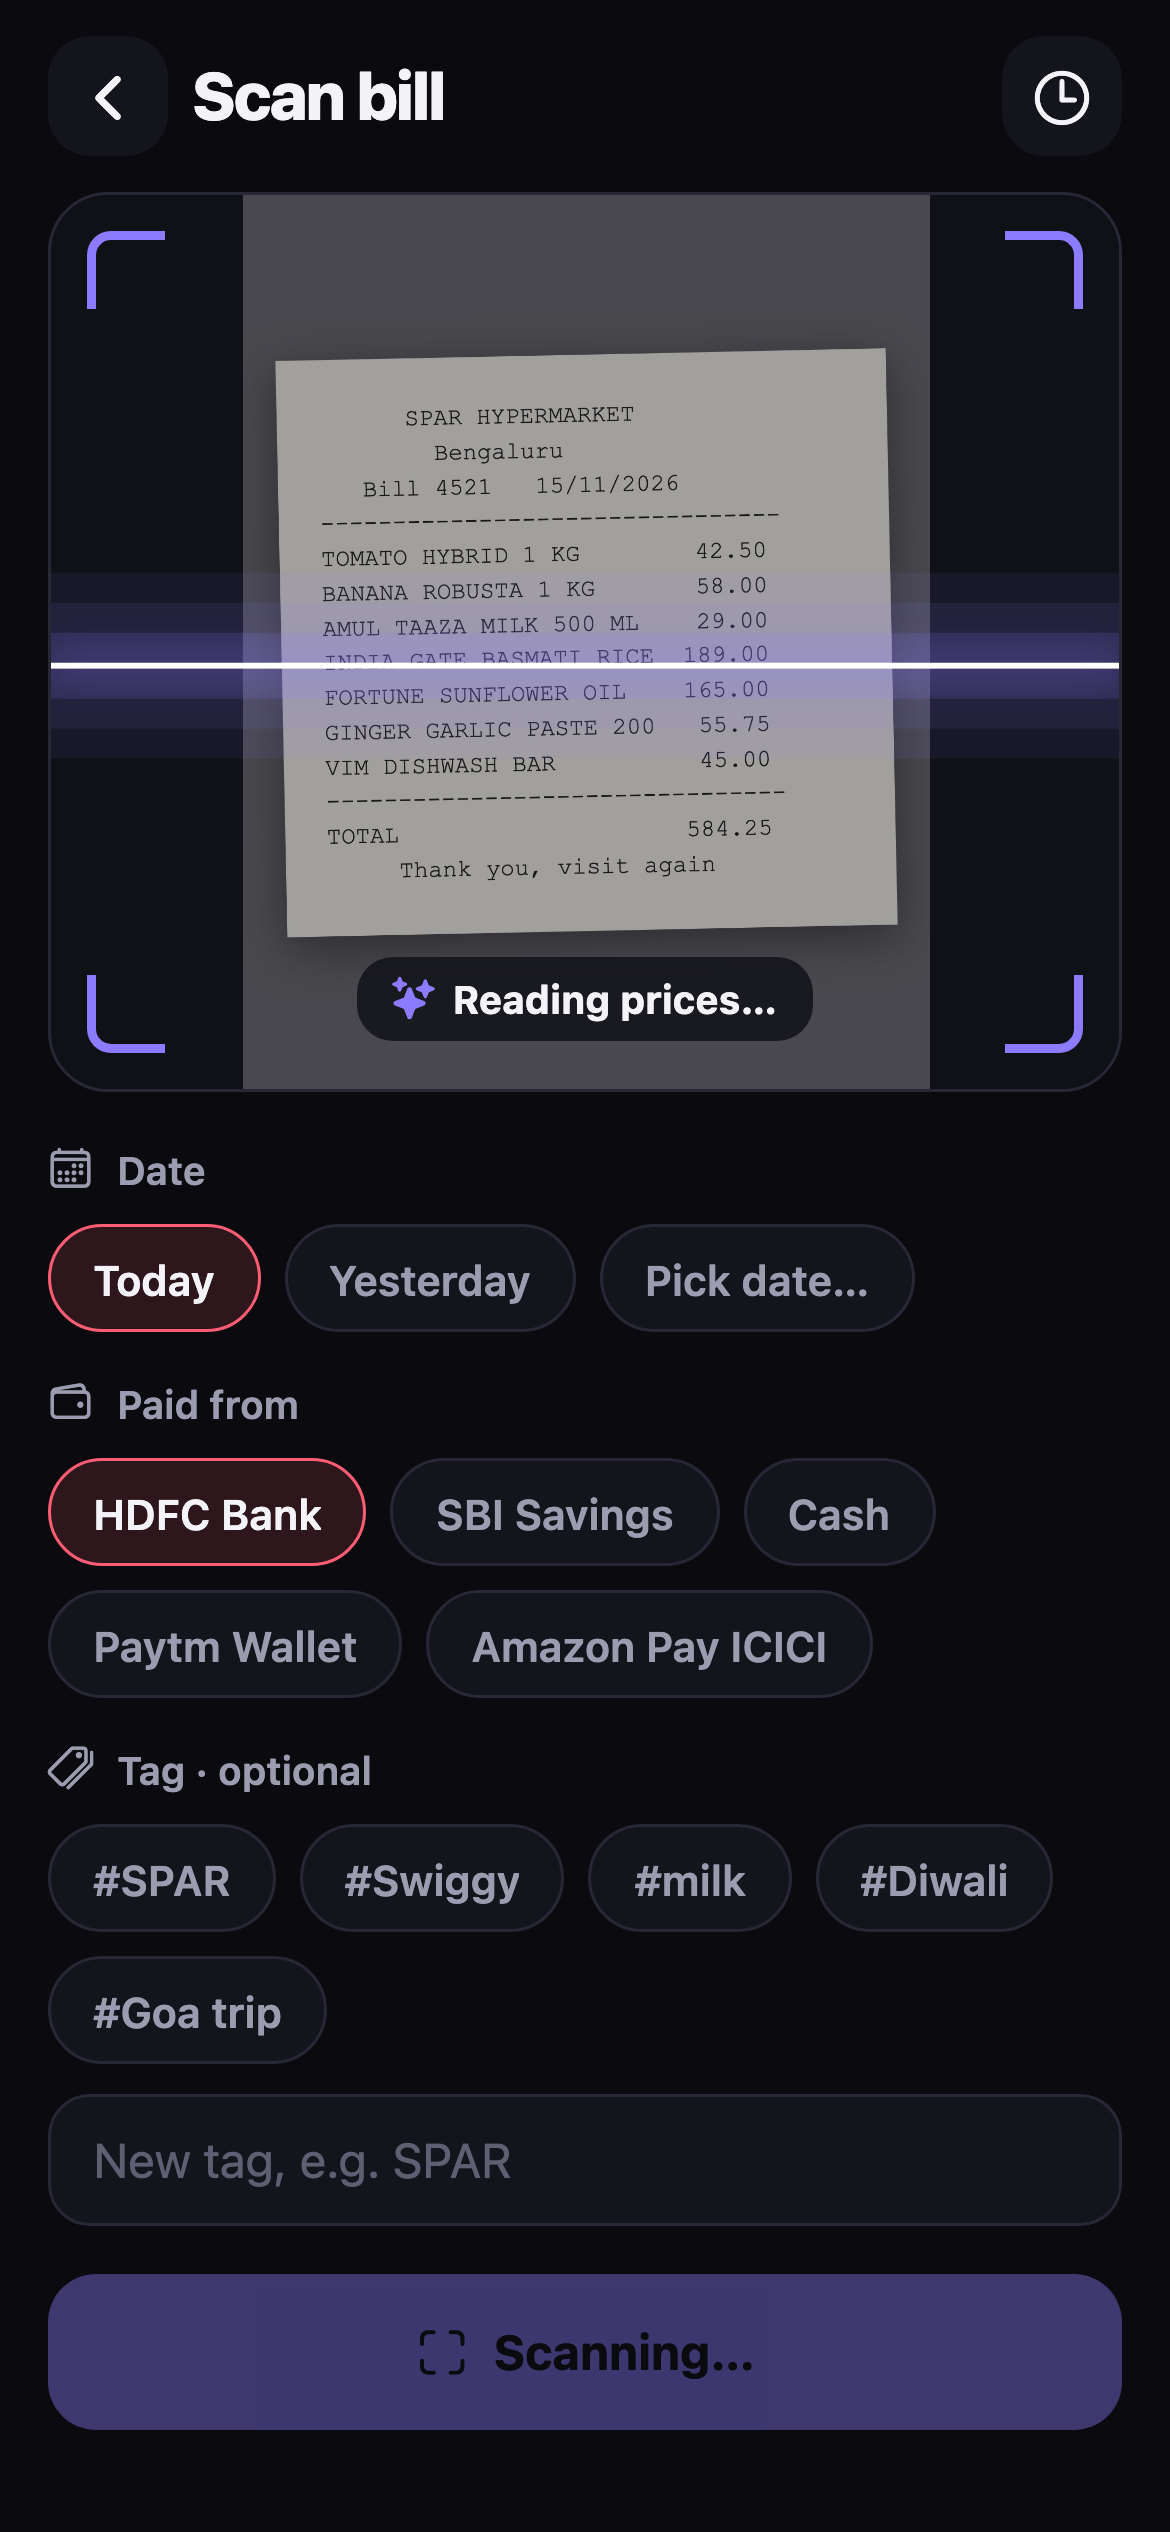 Scan bill
SPAR HYPERMARKET
Bengaluru
Bill 4521 15/11/2026
--------------------------------
TOMATO HYBRID 1 KG 42.50
BANANA ROBUSTA 1 KG 58.00
AMUL TAAZA MILK 500 ML 29.00
INDIA GATE BASMATI RICE 189.00
FORTUNE SUNFLOWER OIL 165.00
GINGER GARLIC PASTE 200 55.75
VIM DISHWASH BAR 45.00
--------------------------------
TOTAL 584.25
Thank you, visit again
Reading prices...
Date
Today Yesterday Pick date...
Paid from
HDFC Bank SBI Savings Cash
Paytm Wallet Amazon Pay ICICI
Tag · optional
#SPAR #Swiggy #milk #Diwali
#Goa trip
New tag, e.g. SPAR
Scanning...